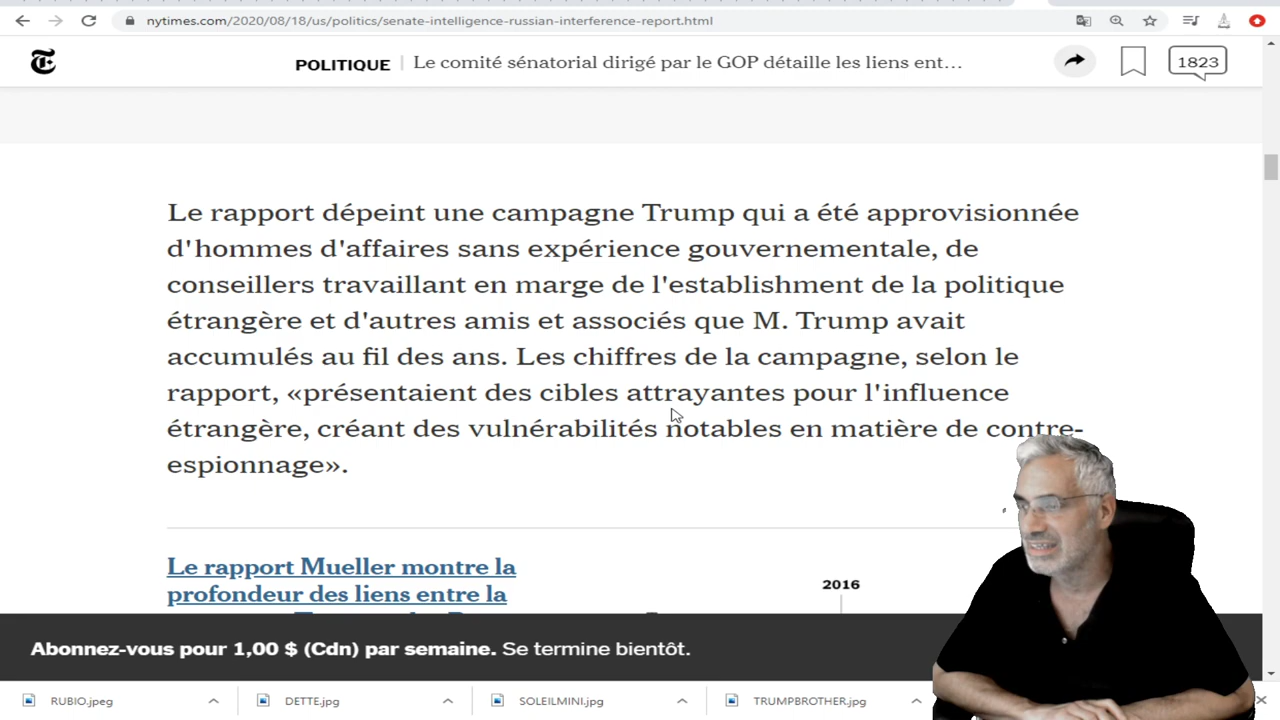 nytimes.com/2020/08/18/us/politics/senate-intelligence-russian-interference-report.html
POLITIQUE | Le comité sénatorial dirigé par le GOP détaille les liens ent...
1823
Le rapport dépeint une campagne Trump qui a été approvisionnée
d'hommes d'affaires sans expérience gouvernementale, de
conseillers travaillant en marge de l'establishment de la politique
étrangère et d'autres amis et associés que M. Trump avait
accumulés au fil des ans. Les chiffres de la campagne, selon le
rapport, «présentaient des cibles attrayantes pour l'influence
étrangère, créant des vulnérabilités notables en matière de contre-
espionnage».
Le rapport Mueller montre la
profondeur des liens entre la
2016
Abonnez-vous pour 1,00 $ (Cdn) par semaine. Se termine bientôt.
RUBIO.jpeg
DETTE.jpg
SOLEILMINI.jpg
TRUMPBROTHER.jpg